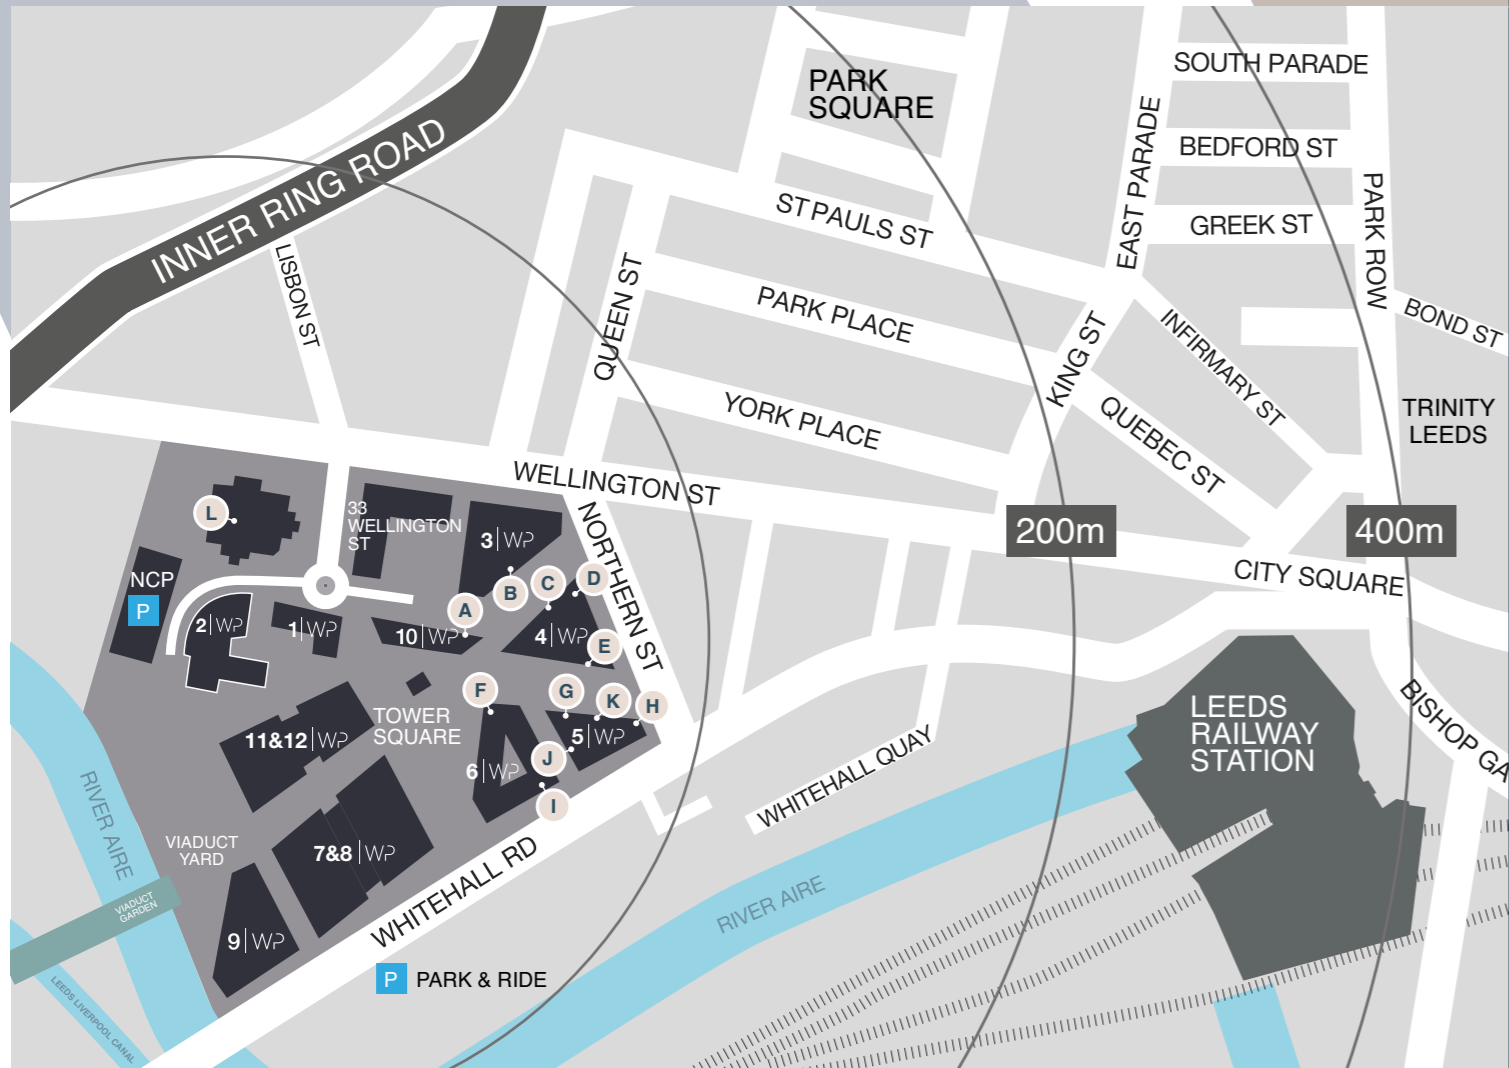 SOUTH PARADE
PARK
SQUARE
BEDFORD ST
INNER RING ROAD
EAST PARADE
PARK ROW
ST PAULS ST
GREEK ST
LISBON ST
QUEEN ST
PARK PLACE
KING ST
INFIRMARY ST
BOND ST
YORK PLACE
QUEBEC ST
TRINITY
LEEDS
WELLINGTON ST
L
33
WELLINGTON
ST
3|WP
NORTHERN ST
200m
400m
CITY SQUARE
NCP
P
A
B
C
D
2|WP
1|WP
10|WP
4|WP
E
F
G
K
H
TOWER
SQUARE
11&12|WP
5|WP
J
6|WP
I
LEEDS
RAILWAY
STATION
BISHOP GA
WHITEHALL QUAY
RIVER AIRE
VIADUCT
YARD
7&8|WP
WHITEHALL RD
VIADUCT
GARDEN
RIVER AIRE
9|WP
P PARK & RIDE
LEEDS LIVERPOOL CANAL